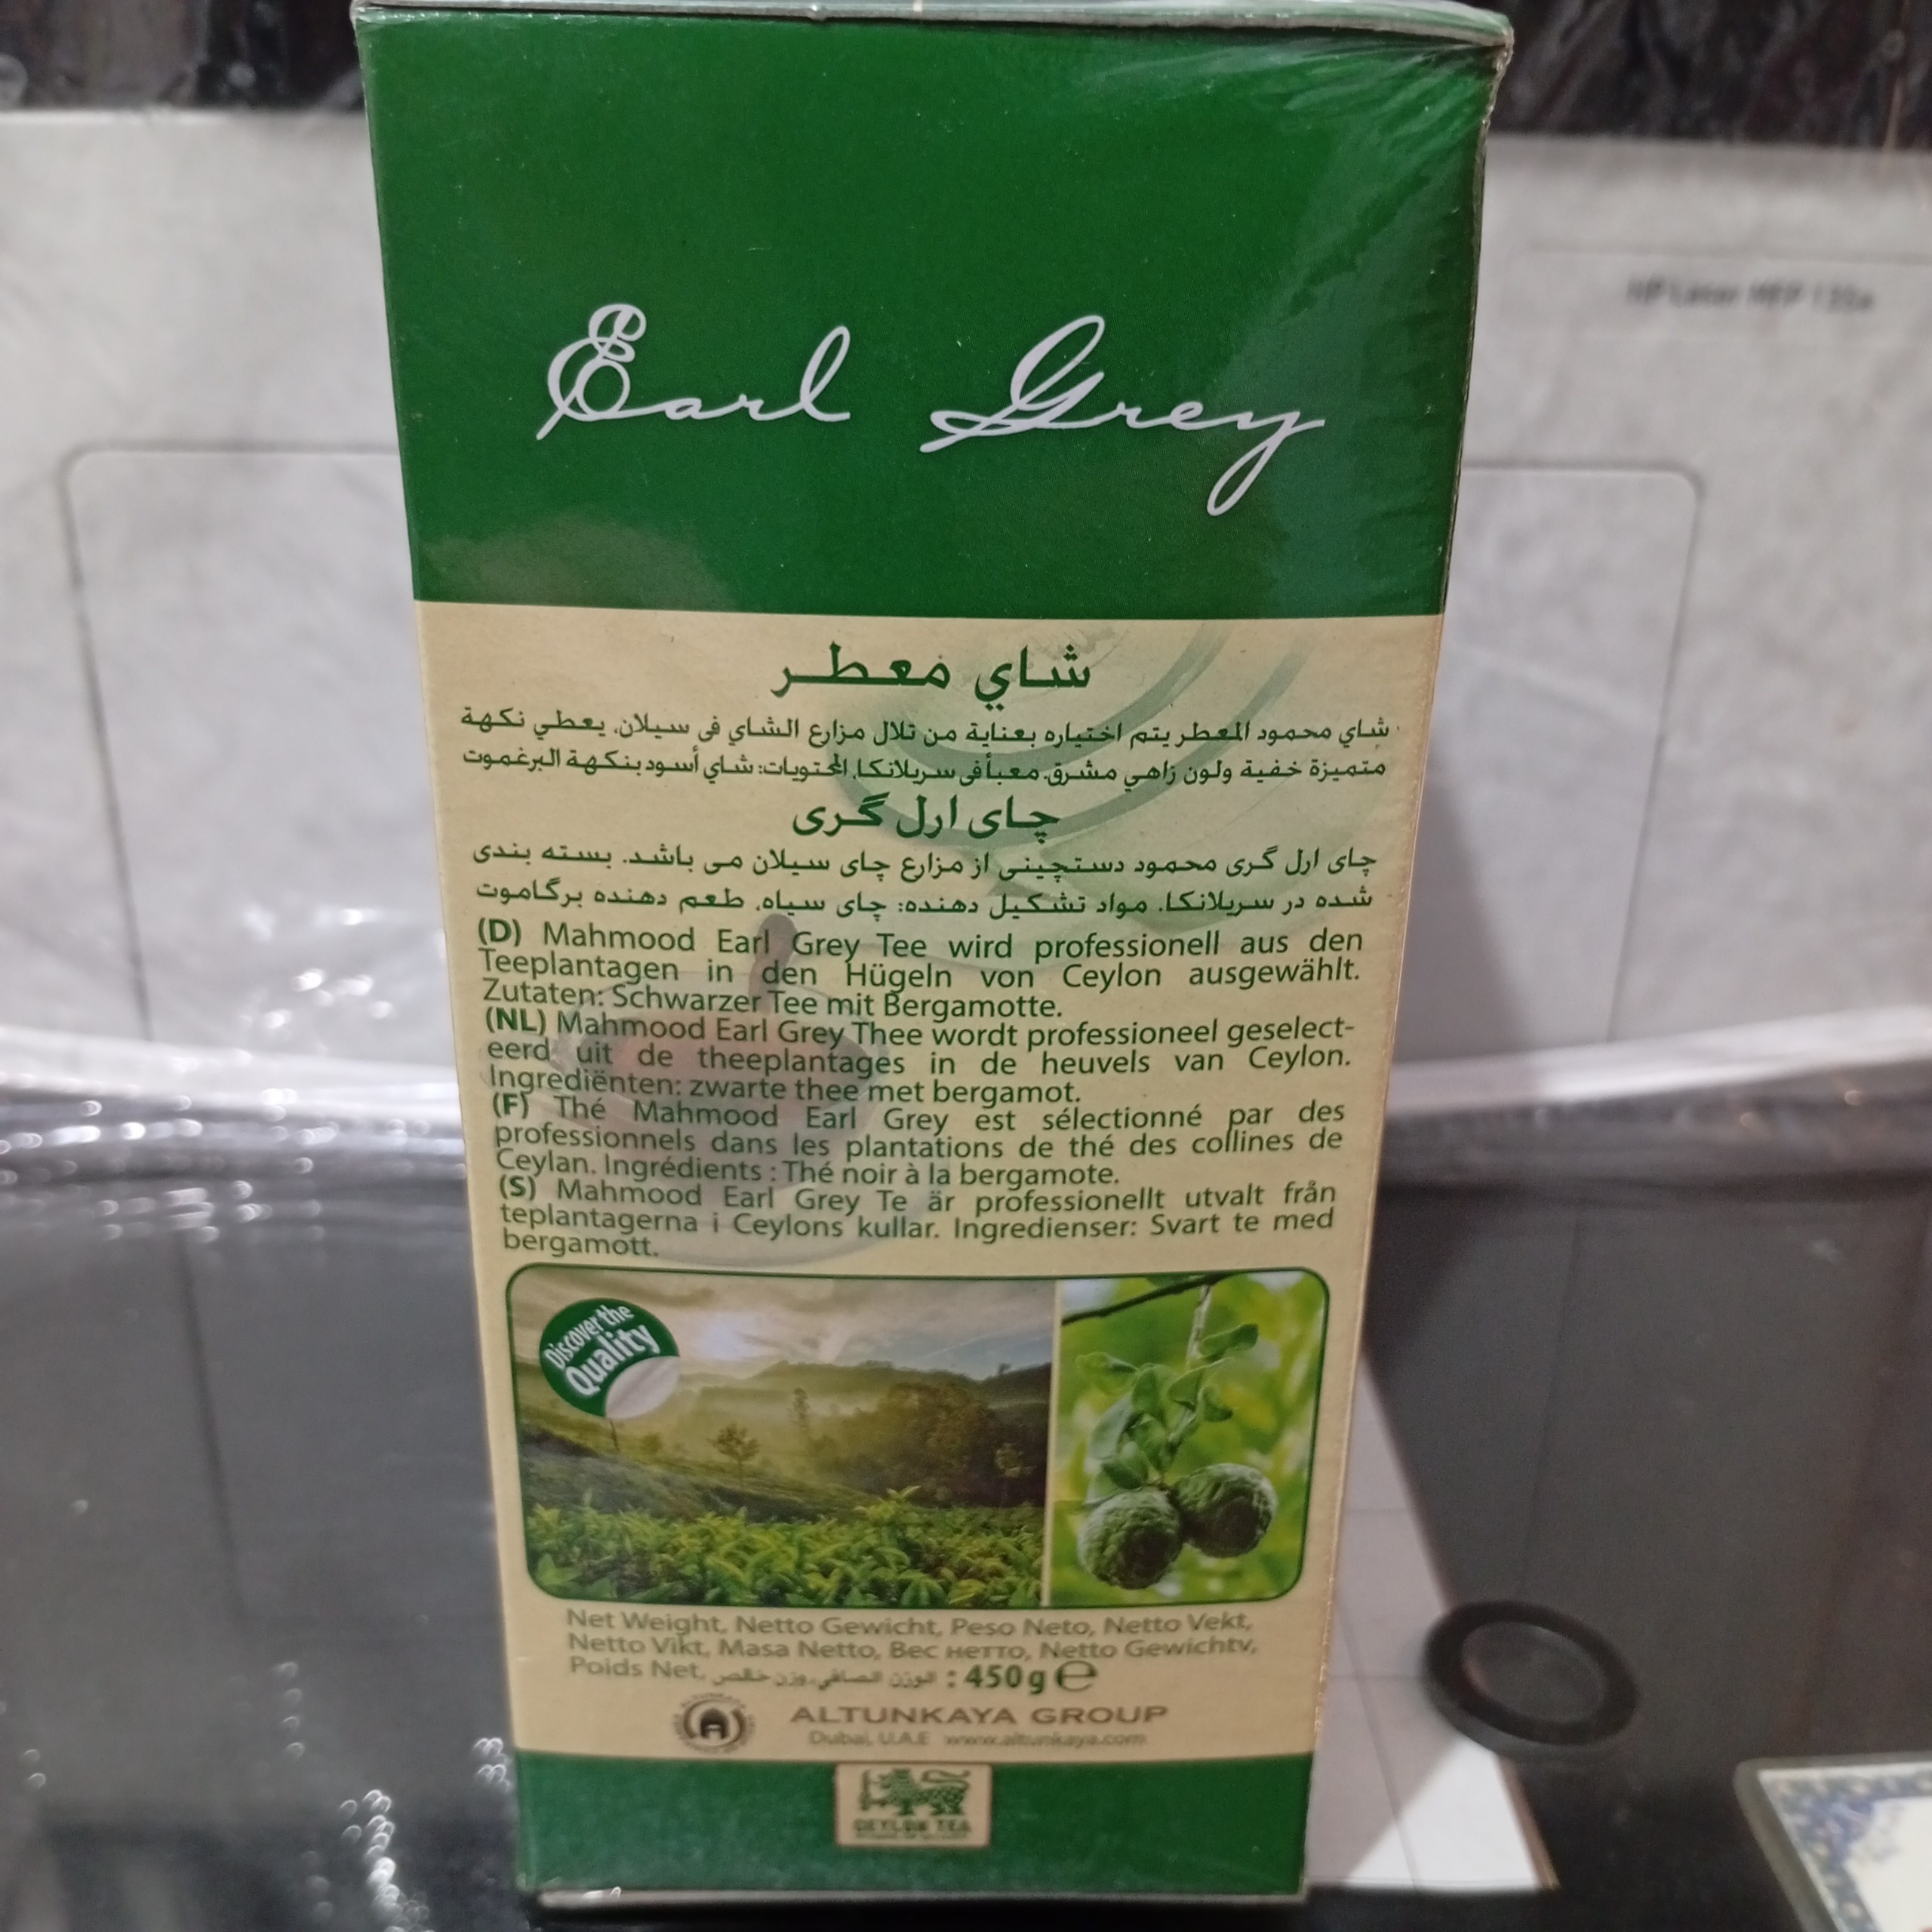 Earl Grey
شاي معطر
شاي محمود المعطر يتم اختياره بعناية من تلال مزارع الشاي فى سيلان. يعطي نكهة
متميزة خفية ولون زاهي مشرق. معبأ فى سريلانكا. المحتويات: شاي أسود بنكهة البرغموت
چای ارل گری
چای ارل گری محمود دستچینی از مزارع چای سیلان می باشد. بسته بندی
شده در سریلانکا. مواد تشکیل دهنده: چای سیاه، طعم دهنده برگاموت
(D) Mahmood Earl Grey Tee wird professionell aus den
Teeplantagen in den Hügeln von Ceylon ausgewählt.
Zutaten: Schwarzer Tee mit Bergamotte.
(NL) Mahmood Earl Grey Thee wordt professioneel geselect-
eerd uit de theeplantages in de heuvels van Ceylon.
Ingrediënten: zwarte thee met bergamot.
(F) Thé Mahmood Earl Grey est sélectionné par des
professionnels dans les plantations de thé des collines de
Ceylan. Ingrédients : Thé noir à la bergamote.
(S) Mahmood Earl Grey Te är professionellt utvalt från
teplantagerna i Ceylons kullar. Ingredienser: Svart te med
bergamott.
Discover the
Quality
Net Weight, Netto Gewicht, Peso Neto, Netto Vekt,
Netto Vikt, Masa Netto, Вес нетто, Netto Gewichtv,
Poids Net, الوزن الصافي، وزن خالص : 450 g ℮
ALTUNKAYA GROUP
Dubai, U.A.E www.altunkaya.com
CEYLON TEA
HP Laser MFP 135a